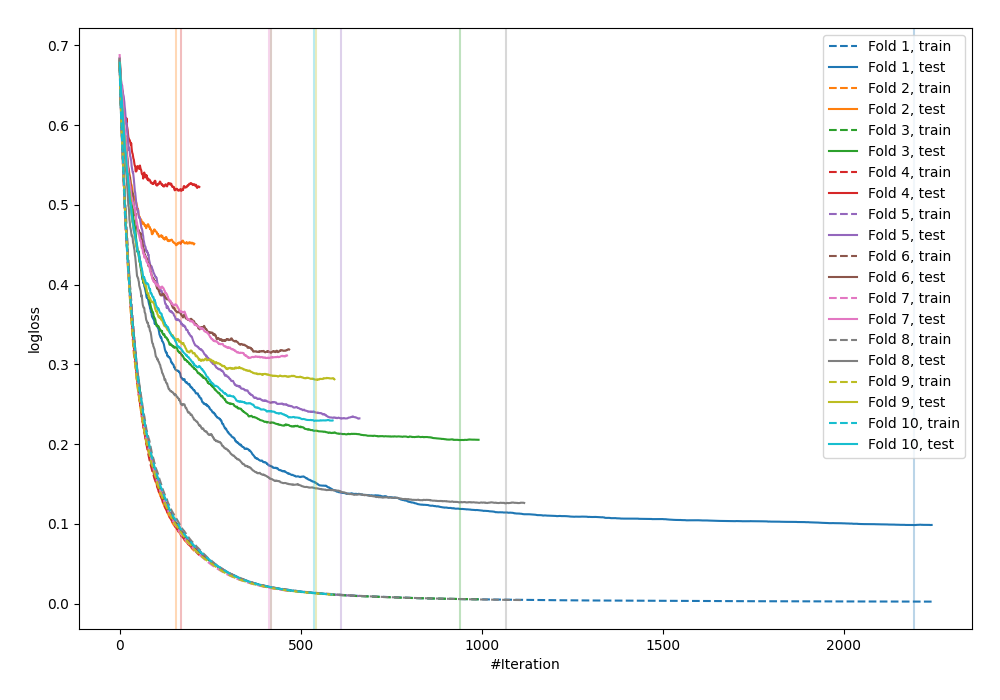 0.7
0.6
0.5
0.4
0.3
0.2
0.1
0.0
logloss
0
500
1000
1500
2000
#Iteration
Fold 1, train
Fold 1, test
Fold 2, train
Fold 2, test
Fold 3, train
Fold 3, test
Fold 4, train
Fold 4, test
Fold 5, train
Fold 5, test
Fold 6, train
Fold 6, test
Fold 7, train
Fold 7, test
Fold 8, train
Fold 8, test
Fold 9, train
Fold 9, test
Fold 10, train
Fold 10, test